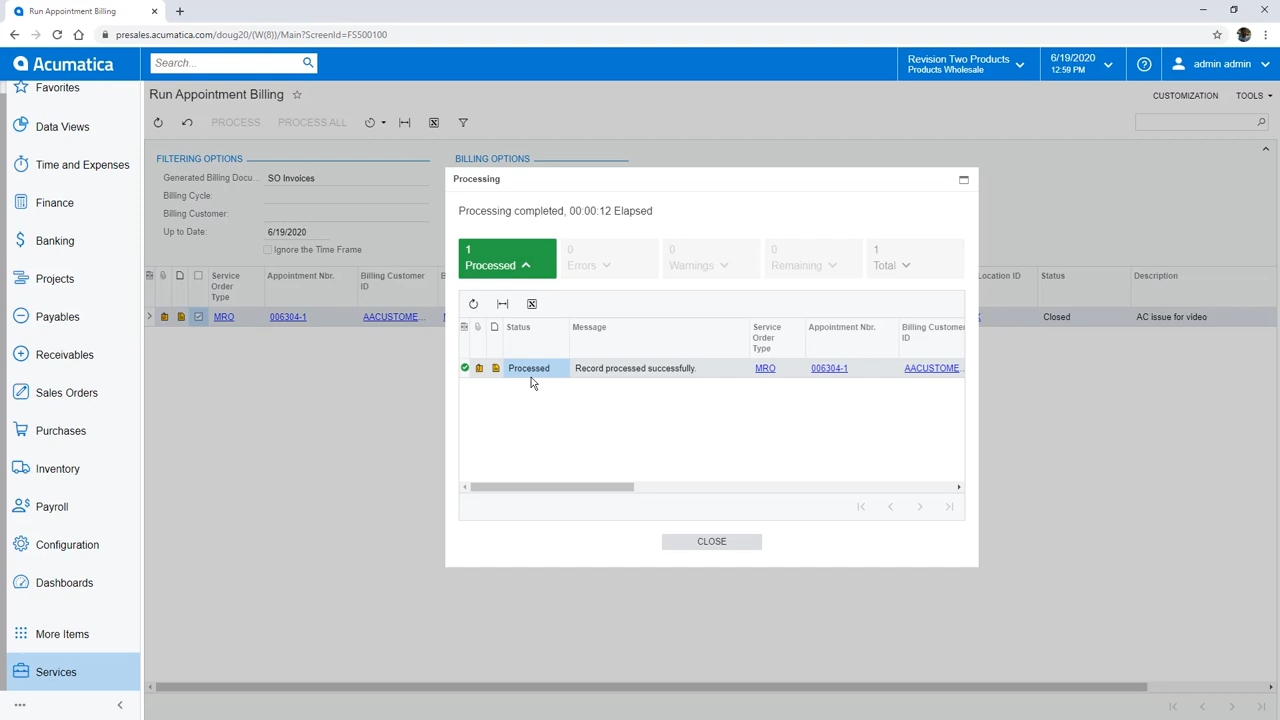 Run Appointment Billing
presales.acumatica.com/doug20/(W(8))/Main?ScreenId=FS500100
Acumatica
Search...
Revision Two Products
Products Wholesale
6/19/2020
12:59 PM
admin admin
Favorites
Data Views
Time and Expenses
Finance
Banking
Projects
Payables
Receivables
Sales Orders
Purchases
Inventory
Payroll
Configuration
Dashboards
More Items
Services
Run Appointment Billing
CUSTOMIZATION
TOOLS
PROCESS
PROCESS ALL
FILTERING OPTIONS
BILLING OPTIONS
Generated Billing Docu...
SO Invoices
Billing Cycle:
Billing Customer:
Up to Date:
6/19/2020
Ignore the Time Frame
Service Order Type
Appointment Nbr.
Billing Customer ID
Location ID
Status
Description
MRO
006304-1
AACUSTOME...
Closed
AC issue for video
Processing
Processing completed, 00:00:12 Elapsed
1
Processed
0
Errors
0
Warnings
0
Remaining
1
Total
Status
Message
Service Order Type
Appointment Nbr.
Billing Customer ID
Processed
Record processed successfully.
MRO
006304-1
AACUSTOME...
CLOSE